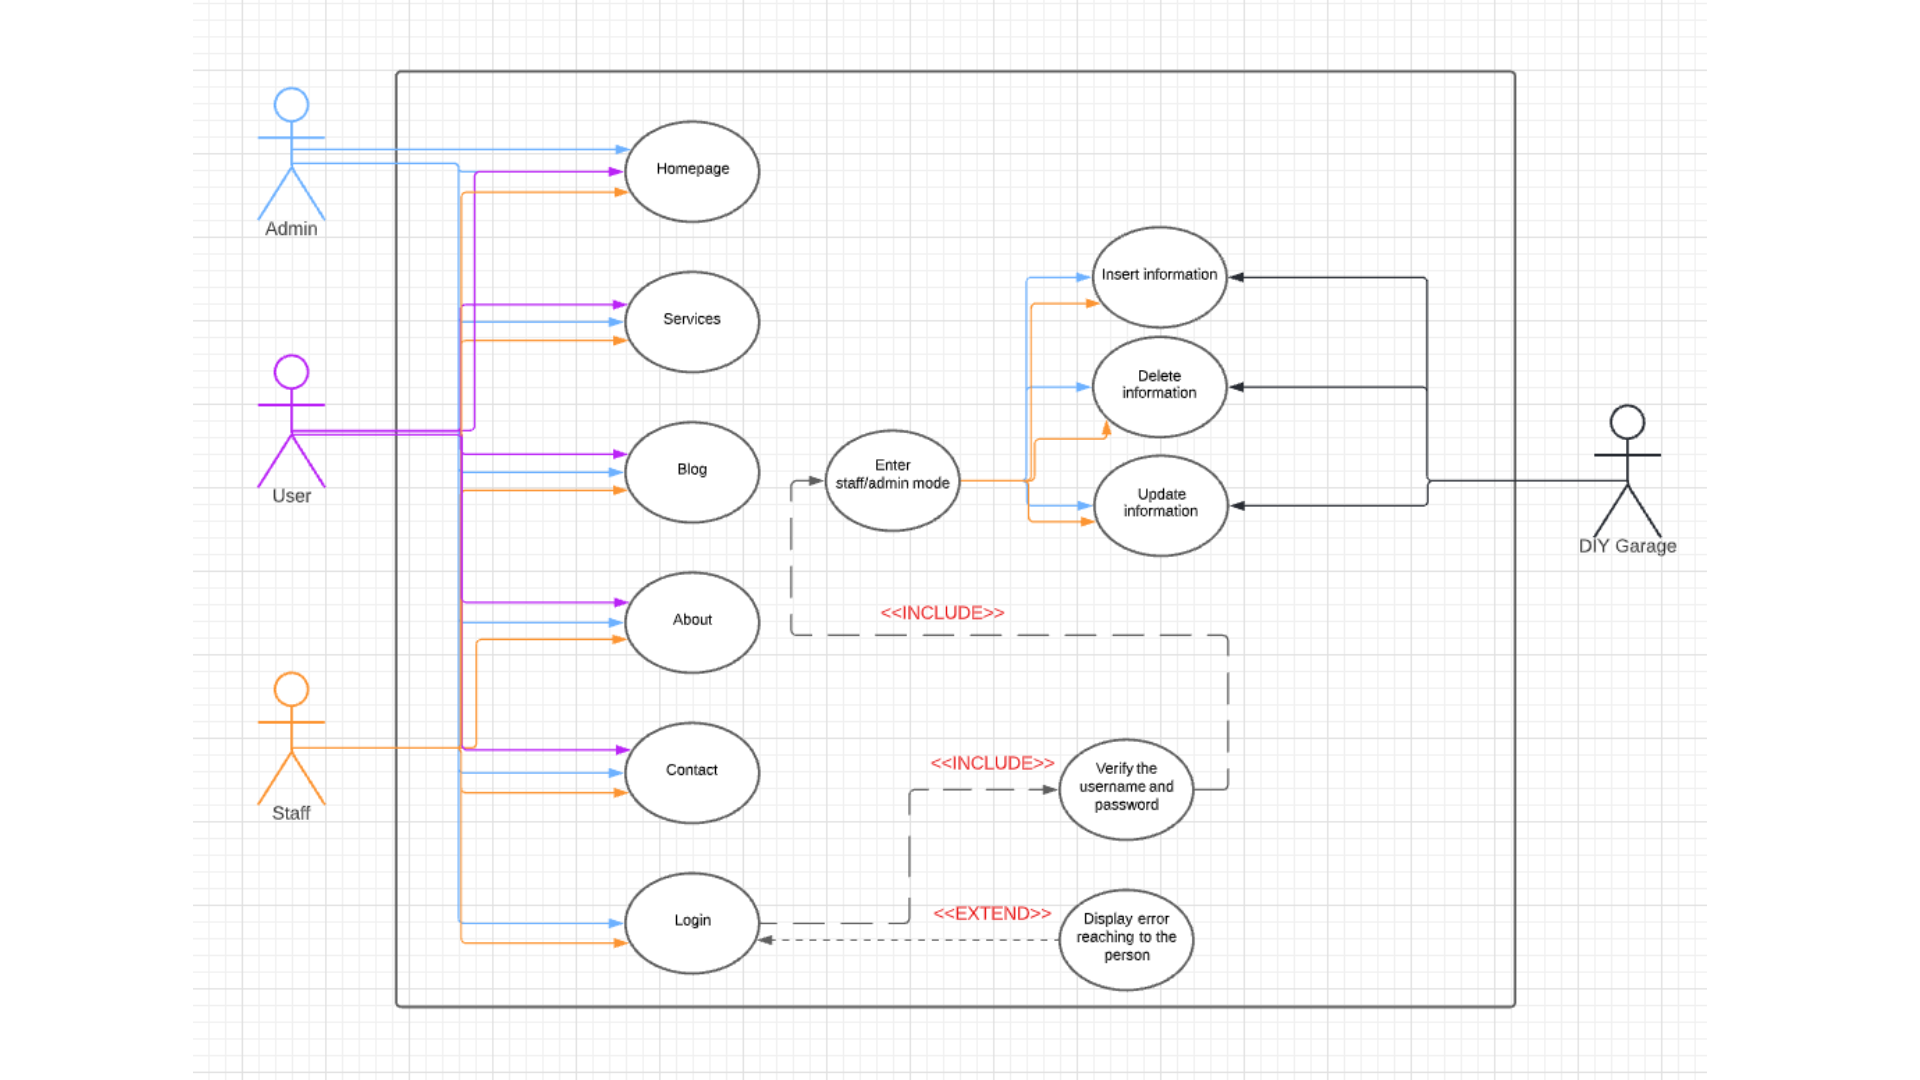 Admin
Homepage
Services
Insert information
Delete
information
User
Blog
Enter
staff/admin mode
Update
information
DIY Garage
<<INCLUDE>>
About
Staff
Contact
<<INCLUDE>>
Verify the
username and
password
Login
<<EXTEND>>
Display error
reaching to the
person